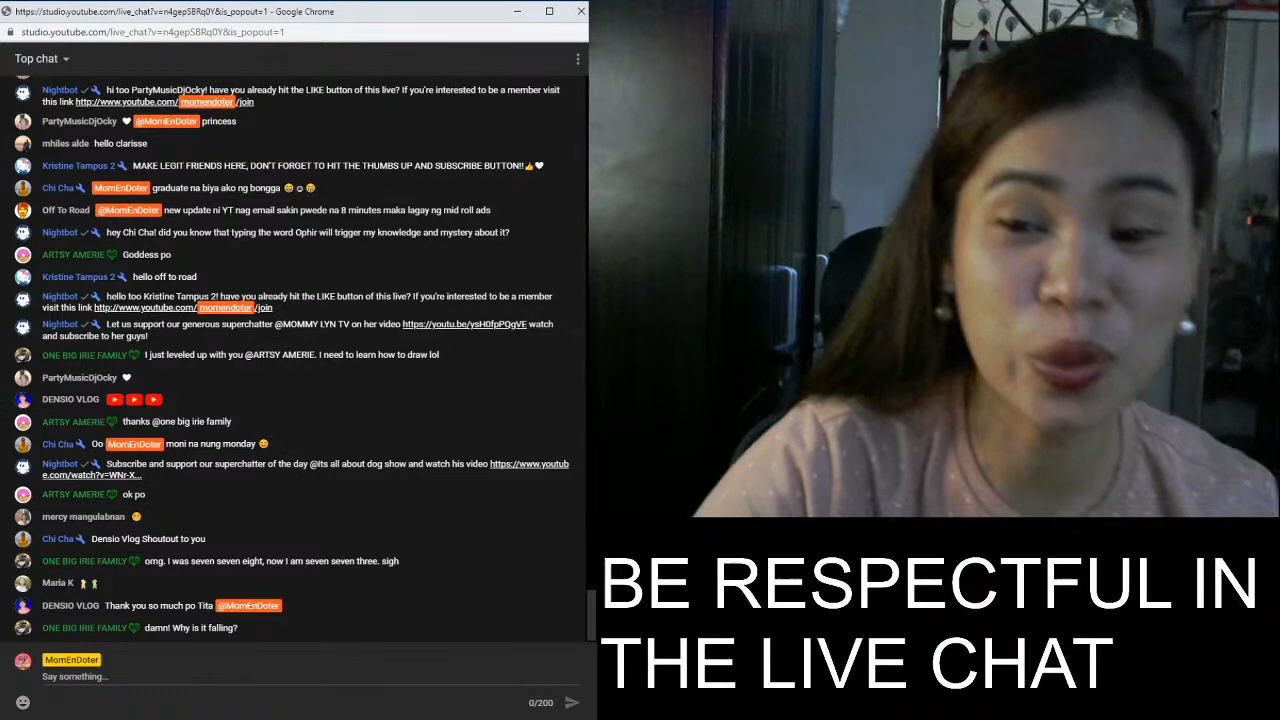 https://studio.youtube.com/live_chat?v=n4gepSBRq0Y&is_popout=1 - Google Chrome
studio.youtube.com/live_chat?v=n4gepSBRq0Y&is_popout=1
Top chat
Nightbot hi too PartyMusicDjOcky! have you already hit the LIKE button of this live? If you're interested to be a member visit
this link http://www.youtube.com/ momendoter /join
PartyMusicDjOcky @MomEnDoter princess
mhiles alde hello clarisse
Kristine Tampus 2 MAKE LEGIT FRIENDS HERE, DON'T FORGET TO HIT THE THUMBS UP AND SUBSCRIBE BUTTON!!👍🤍
Chi Cha MomEnDoter graduate na biya ako ng bongga
Off To Road @MomEnDoter new update ni YT nag email sakin pwede na 8 minutes maka lagay ng mid roll ads
Nightbot hey Chi Cha! did you know that typing the word Ophir will trigger my knowledge and mystery about it?
ARTSY AMERIE Goddess po
Kristine Tampus 2 hello off to road
Nightbot hello too Kristine Tampus 2! have you already hit the LIKE button of this live? If you're interested to be a member
visit this link http://www.youtube.com/ momendoter /join
Nightbot Let us support our generous superchatter @MOMMY LYN TV on her video https://youtu.be/ysH0fpPQgVE watch
and subscribe to her guys!
ONE BIG IRIE FAMILY I just leveled up with you @ARTSY AMERIE. I need to learn how to draw lol
PartyMusicDjOcky 🤍
DENSIO VLOG
ARTSY AMERIE thanks @one big irie family
Chi Cha Oo MomEnDoter moni na nung monday 😊
Nightbot Subscribe and support our superchatter of the day @Its all about dog show and watch his video https://www.youtub
e.com/watch?v=WNr-X...
ARTSY AMERIE ok po
mercy mangulabnan
Chi Cha Densio Vlog Shoutout to you
ONE BIG IRIE FAMILY omg. I was seven seven eight, now I am seven seven three. sigh
Maria K
DENSIO VLOG Thank you so much po Tita @MomEnDoter
ONE BIG IRIE FAMILY damn! Why is it falling?
MomEnDoter
Say something...
0/200
BE RESPECTFUL IN
THE LIVE CHAT